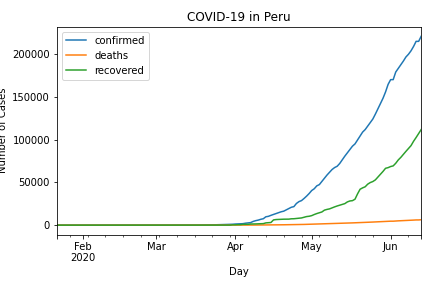 COVID-19 in Peru
confirmed
deaths
recovered
200000
150000
100000
50000
0
Number of Cases
Feb
2020
Mar
Apr
May
Jun
Day